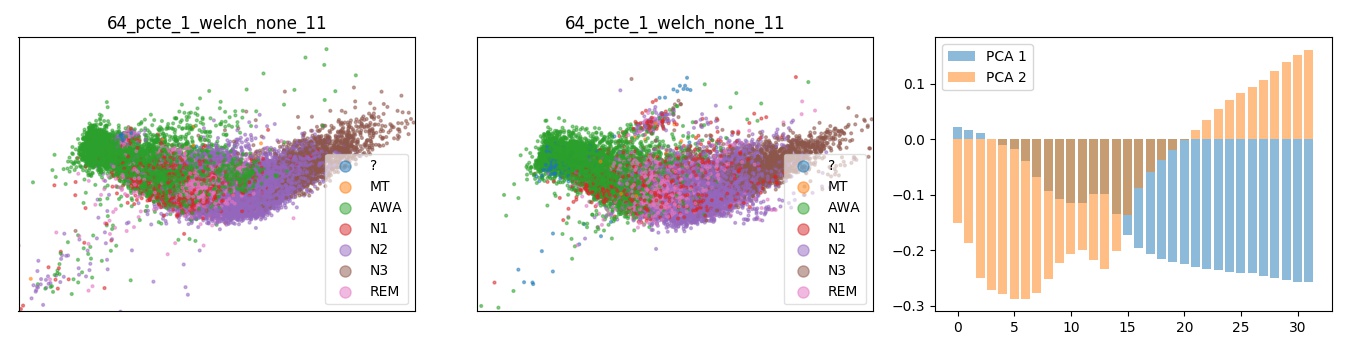 64_pcte_1_welch_none_11
?
MT
AWA
N1
N2
N3
REM
64_pcte_1_welch_none_11
?
MT
AWA
N1
N2
N3
REM
PCA 1
PCA 2
0.1
0.0
−0.1
−0.2
−0.3
0 5 10 15 20 25 30